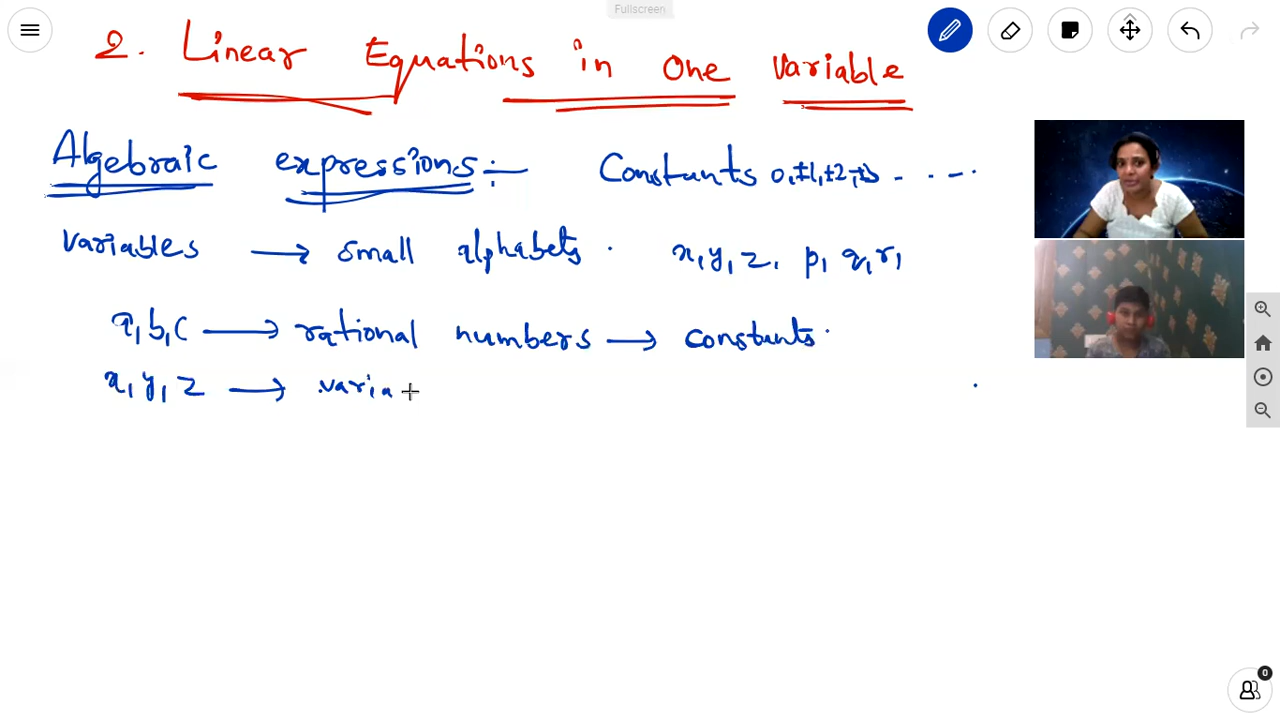 Fullscreen
2. Linear Equations in One Variable
Algebraic expressions :- Constants 0, ±1, ±2, ±3 - . . - .
Variables → small alphabets . x, y, z, p, q, r,
a, b, c → rational numbers → constants .
x, y, z → varia
0